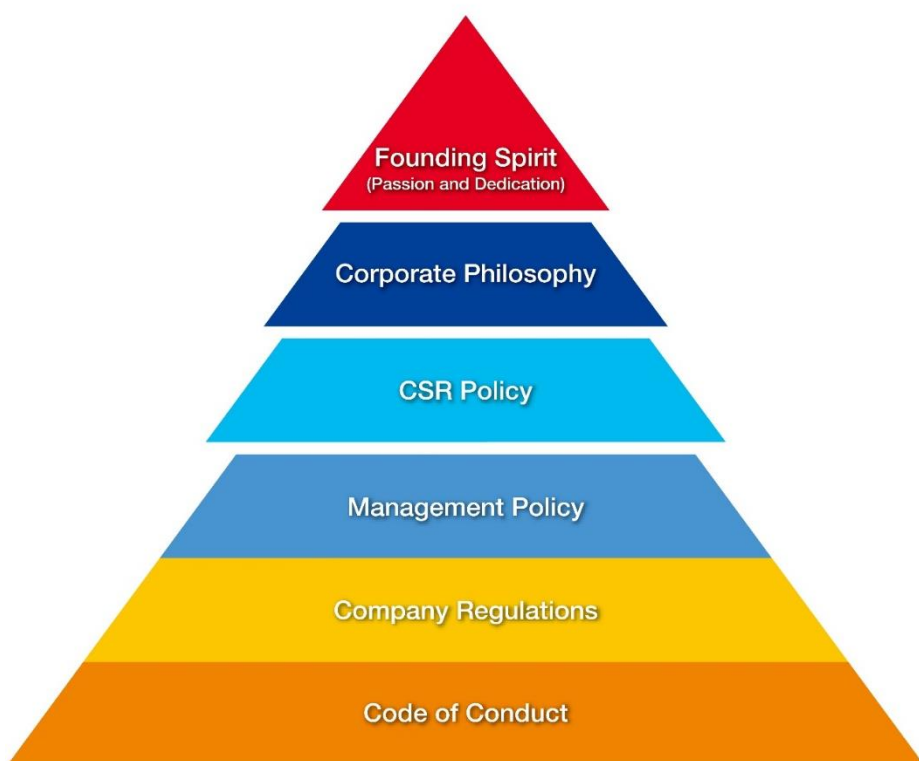 Founding Spirit
(Passion and Dedication)
Corporate Philosophy
CSR Policy
Management Policy
Company Regulations
Code of Conduct